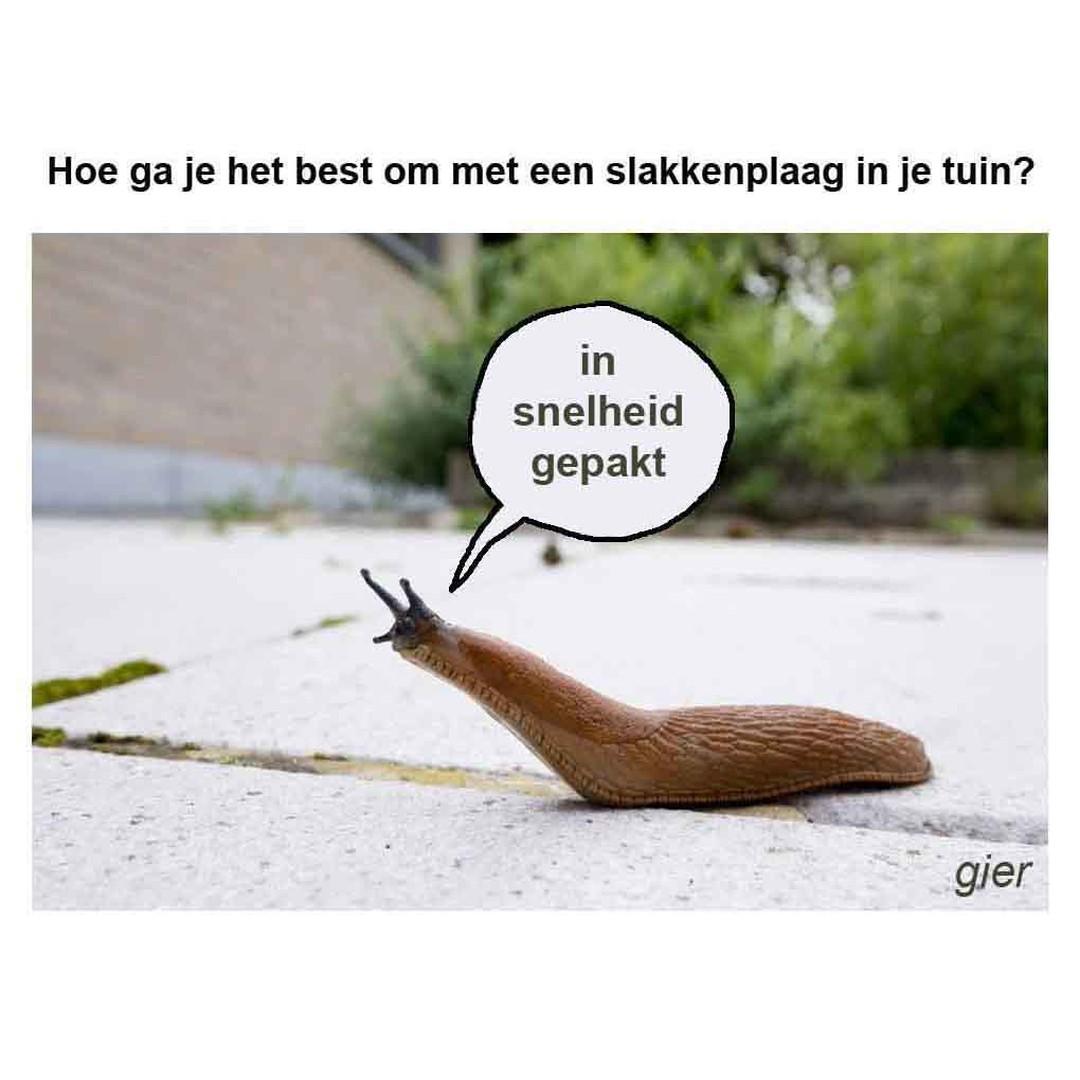 Hoe ga je het best om met een slakkenplaag in je tuin?
in
snelheid
gepakt
gier